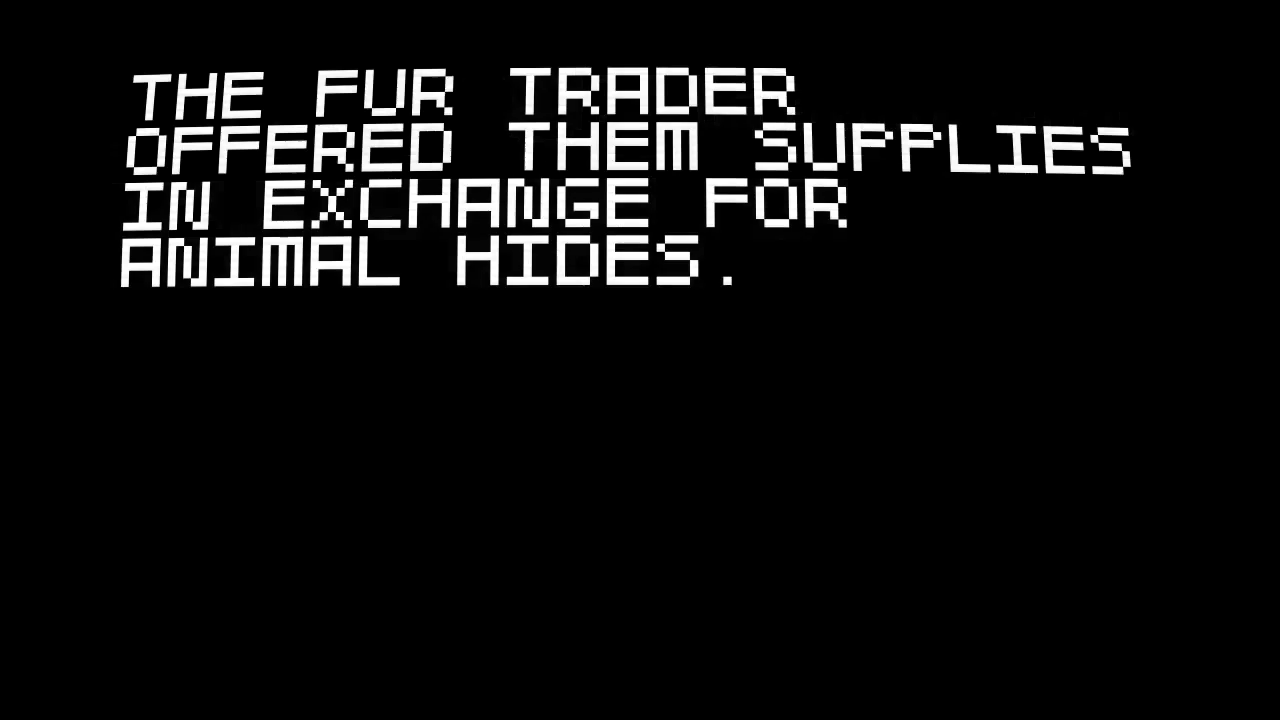 THE FUR TRADER
OFFERED THEM SUPPLIES
IN EXCHANGE FOR
ANIMAL HIDES.